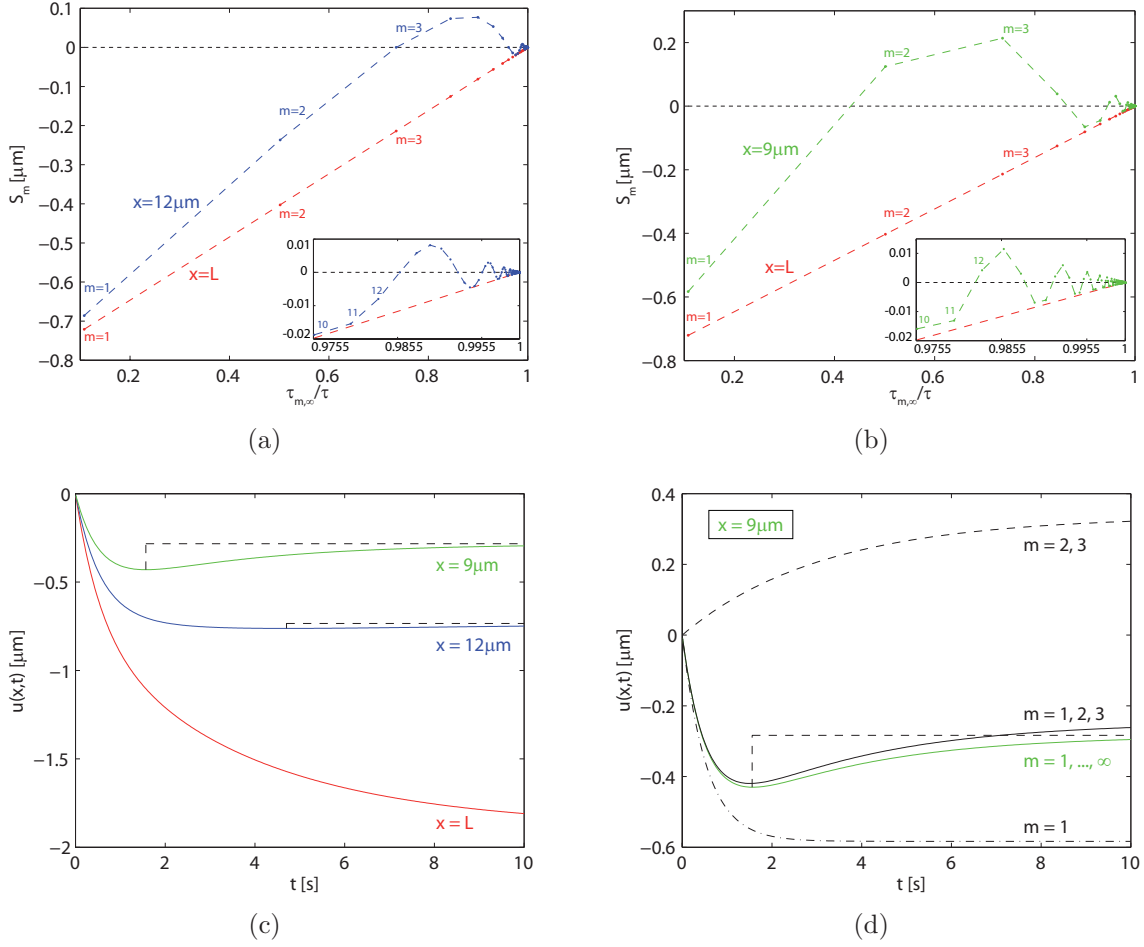 0.1
0
−0.1
−0.2
−0.3
−0.4
−0.5
−0.6
−0.7
−0.8
S_m [μm]
m=3
m=2
m=3
x=12μm
m=2
x=L
m=1
m=1
0.01
0
-0.01
-0.02
10
11
12
0.9755
0.9855
0.9955
1
0.2
0.4
0.6
0.8
1
τ_{m,∞}/τ
(a)
0.2
0
−0.2
−0.4
−0.6
−0.8
S_m [μm]
m=3
m=2
x=9μm
m=3
m=2
x=L
m=1
m=1
0.01
0
-0.01
-0.02
10
11
12
0.9755
0.9855
0.9955
1
0.2
0.4
0.6
0.8
1
τ_{m,∞}/τ
(b)
0
−0.5
−1
−1.5
−2
u(x,t) [μm]
x = 9μm
x = 12μm
x = L
0
2
4
6
8
10
t [s]
(c)
0.4
0.2
0
−0.2
−0.4
−0.6
u(x,t) [μm]
x = 9μm
m = 2, 3
m = 1, 2, 3
m = 1, ..., ∞
m = 1
0
2
4
6
8
10
t [s]
(d)